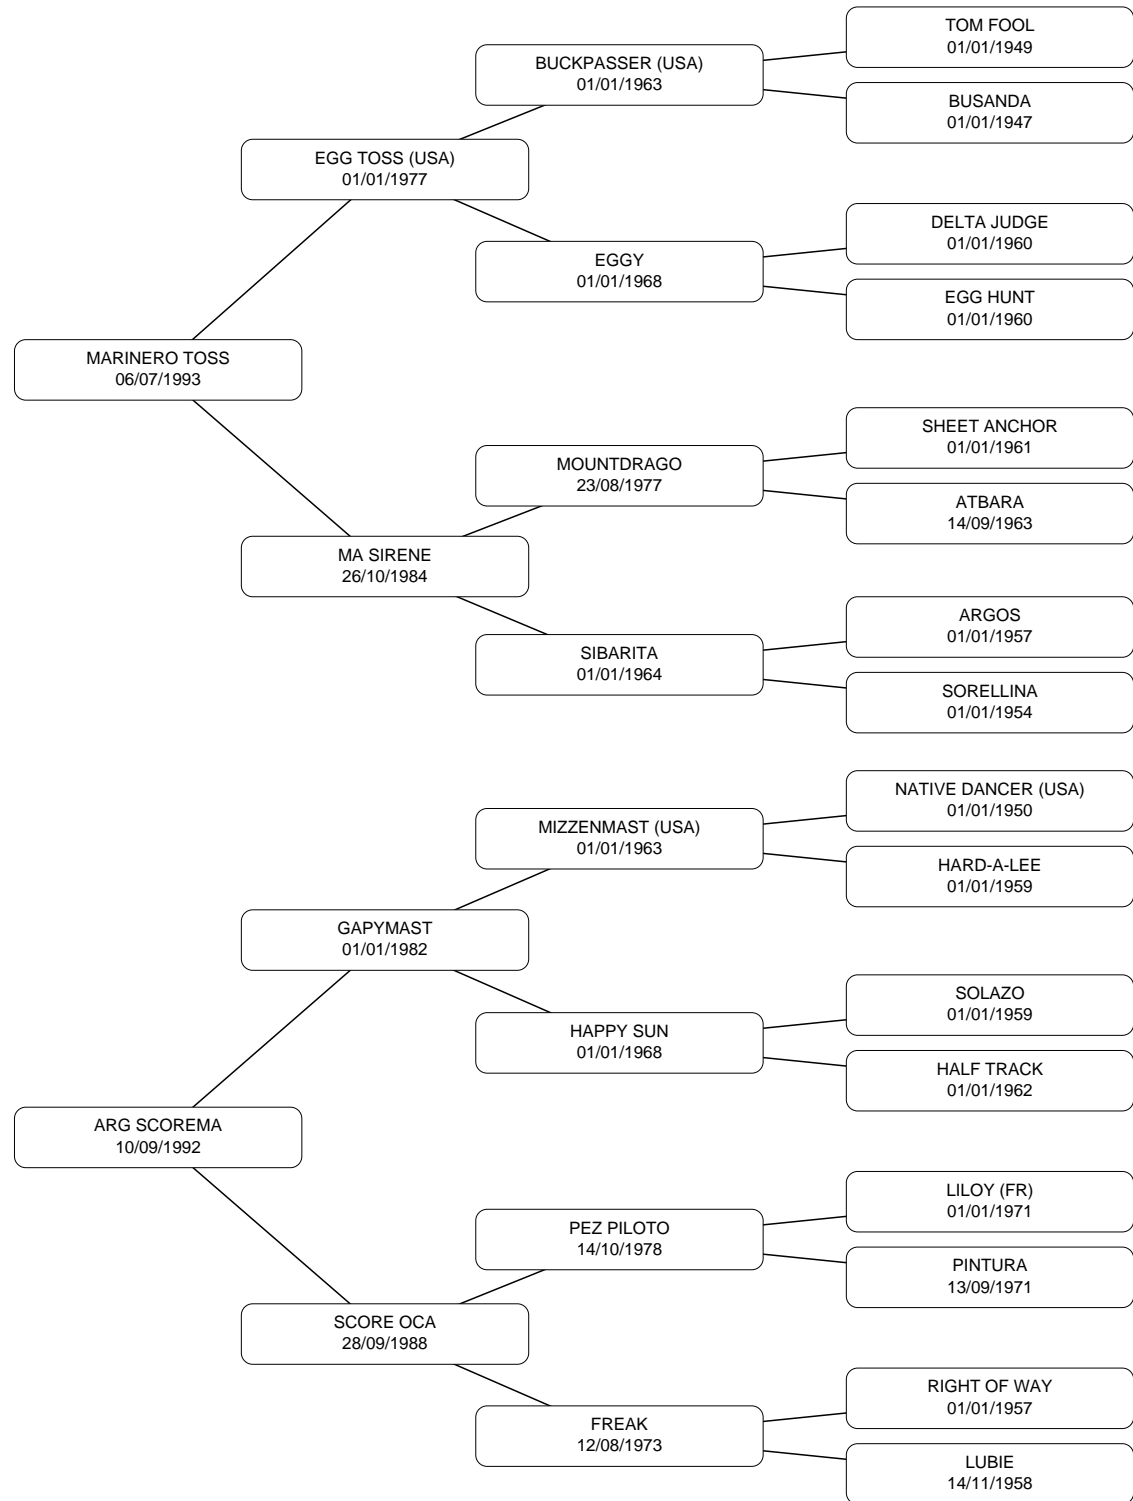 TOM FOOL
01/01/1949
BUCKPASSER (USA)
01/01/1963
BUSANDA
01/01/1947
EGG TOSS (USA)
01/01/1977
DELTA JUDGE
01/01/1960
EGGY
01/01/1968
EGG HUNT
01/01/1960
MARINERO TOSS
06/07/1993
SHEET ANCHOR
01/01/1961
MOUNTDRAGO
23/08/1977
ATBARA
14/09/1963
MA SIRENE
26/10/1984
ARGOS
01/01/1957
SIBARITA
01/01/1964
SORELLINA
01/01/1954
NATIVE DANCER (USA)
01/01/1950
MIZZENMAST (USA)
01/01/1963
HARD-A-LEE
01/01/1959
GAPYMAST
01/01/1982
SOLAZO
01/01/1959
HAPPY SUN
01/01/1968
HALF TRACK
01/01/1962
ARG SCOREMA
10/09/1992
LILOY (FR)
01/01/1971
PEZ PILOTO
14/10/1978
PINTURA
13/09/1971
SCORE OCA
28/09/1988
RIGHT OF WAY
01/01/1957
FREAK
12/08/1973
LUBIE
14/11/1958